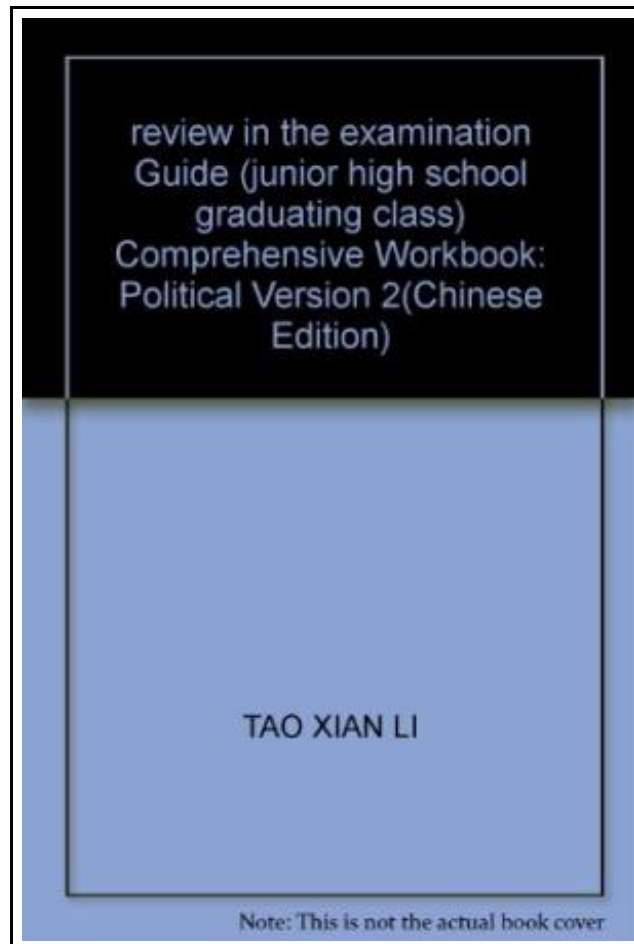 review in the examination
Guide (junior high school
graduating class)
Comprehensive Workbook:
Political Version 2(Chinese
Edition)
TAO XIAN LI
Note: This is not the actual book cover